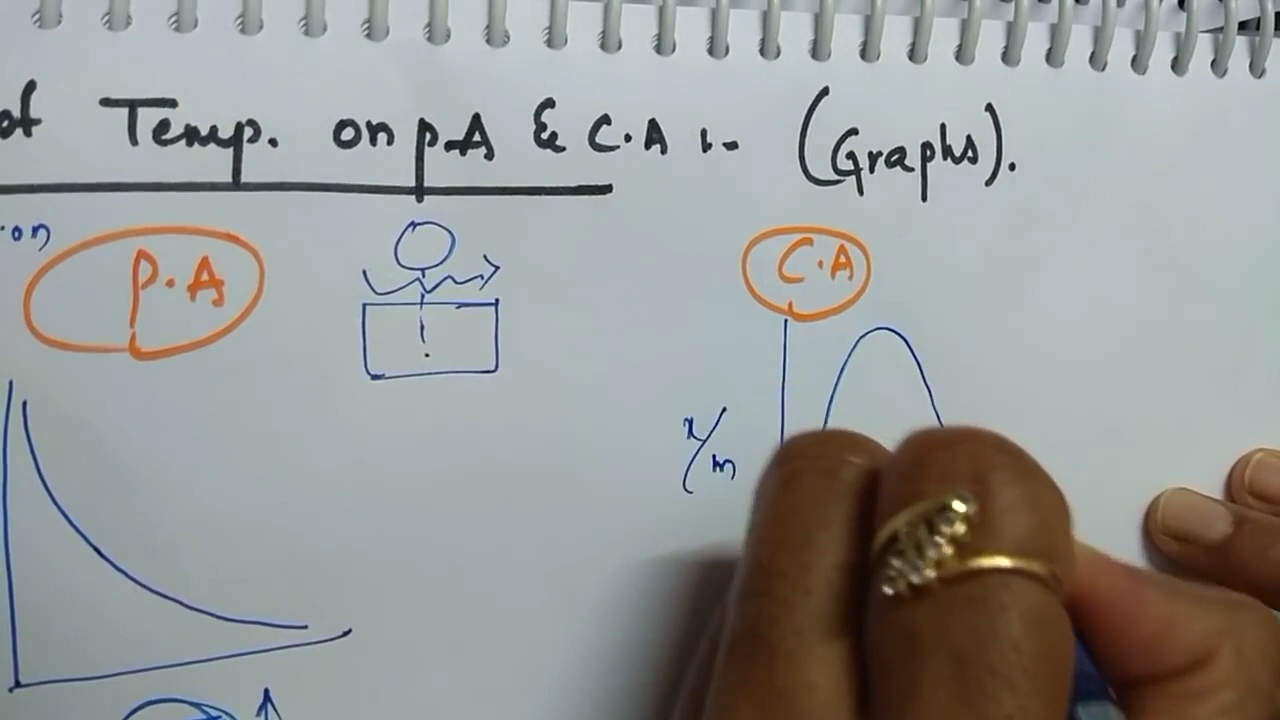 of Temp. on p.A & C.A :- (Graphs).
on
P.A
C.A
x/m